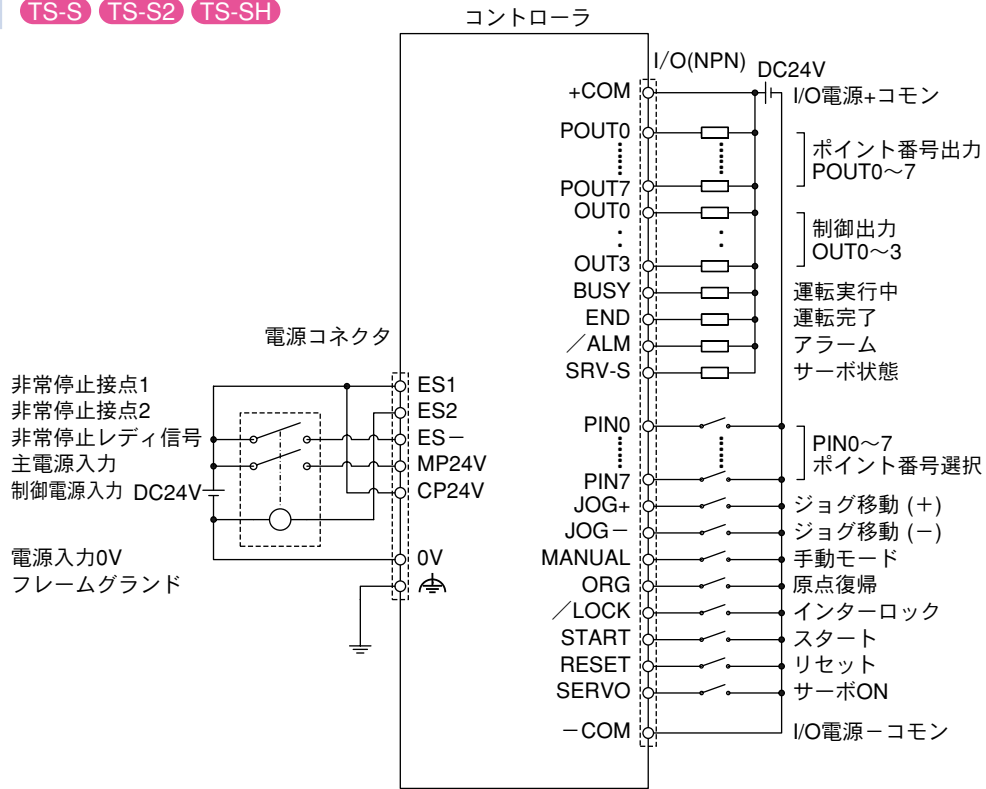 TS-S TS-S2 TS-SH
コントローラ
I/O(NPN)
DC24V
+COM I/O電源+コモン
POUT0
ポイント番号出力
POUT0～7
POUT7
OUT0
制御出力
OUT0～3
OUT3
BUSY 運転実行中
END 運転完了
／ALM アラーム
SRV-S サーボ状態
電源コネクタ
非常停止接点1 ES1
非常停止接点2 ES2
非常停止レディ信号 ES－
主電源入力 MP24V
制御電源入力 DC24V CP24V
電源入力0V 0V
フレームグランド
PIN0
PIN0～7
ポイント番号選択
PIN7
JOG+ ジョグ移動 (＋)
JOG－ ジョグ移動 (－)
MANUAL 手動モード
ORG 原点復帰
／LOCK インターロック
START スタート
RESET リセット
SERVO サーボON
－COM I/O電源－コモン